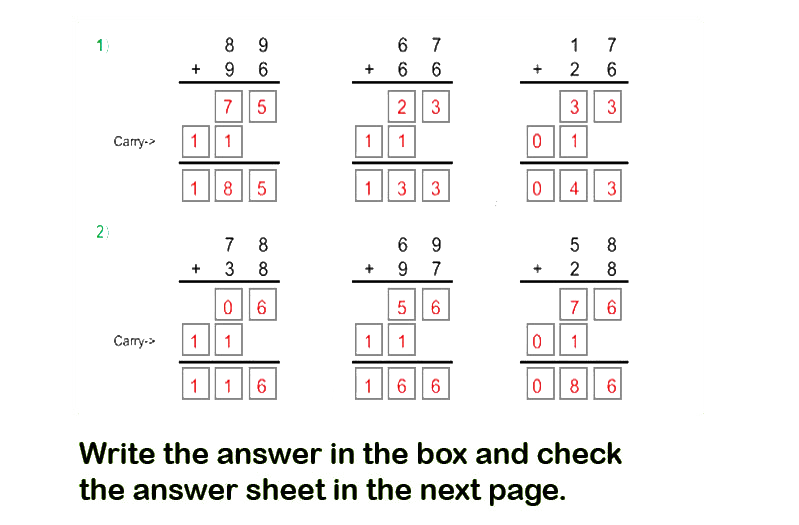 1) 8 9 6 7 1 7
+ 9 6 + 6 6 + 2 6
7 5 2 3 3 3
Carry-> 1 1 1 1 0 1
1 8 5 1 3 3 0 4 3
2) 7 8 6 9 5 8
+ 3 8 + 9 7 + 2 8
0 6 5 6 7 6
Carry-> 1 1 1 1 0 1
1 1 6 1 6 6 0 8 6
Write the answer in the box and check
the answer sheet in the next page.